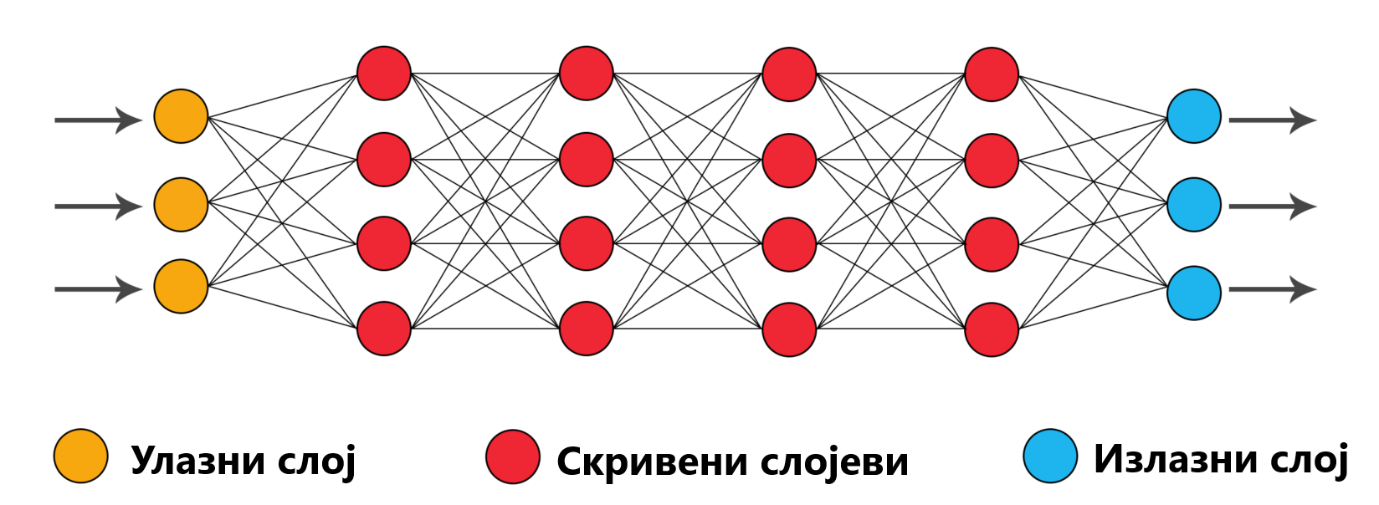 Улазни слој
Скривени слојеви
Излазни слој